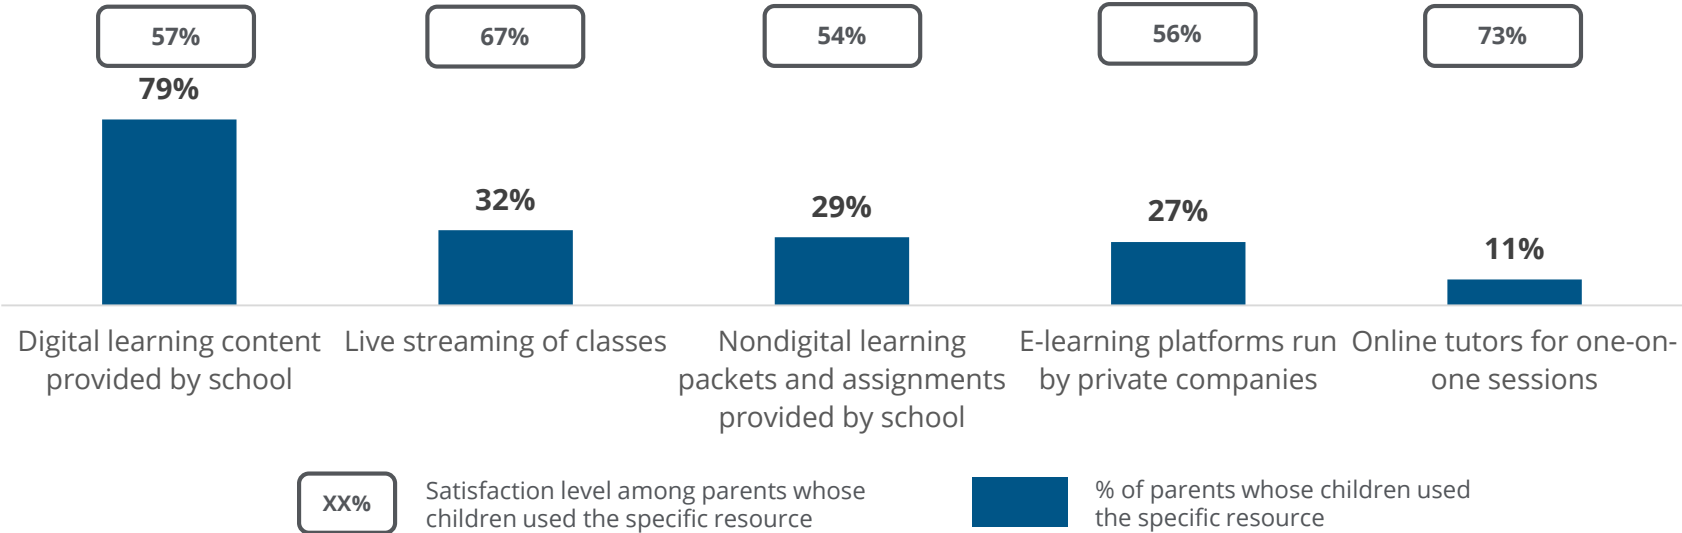 57%
67%
54%
56%
73%
79%
32%
29%
27%
11%
Digital learning content
provided by school
Live streaming of classes
Nondigital learning
packets and assignments
provided by school
E-learning platforms run
by private companies
Online tutors for one-on-
one sessions
XX%
Satisfaction level among parents whose
children used the specific resource
% of parents whose children used
the specific resource